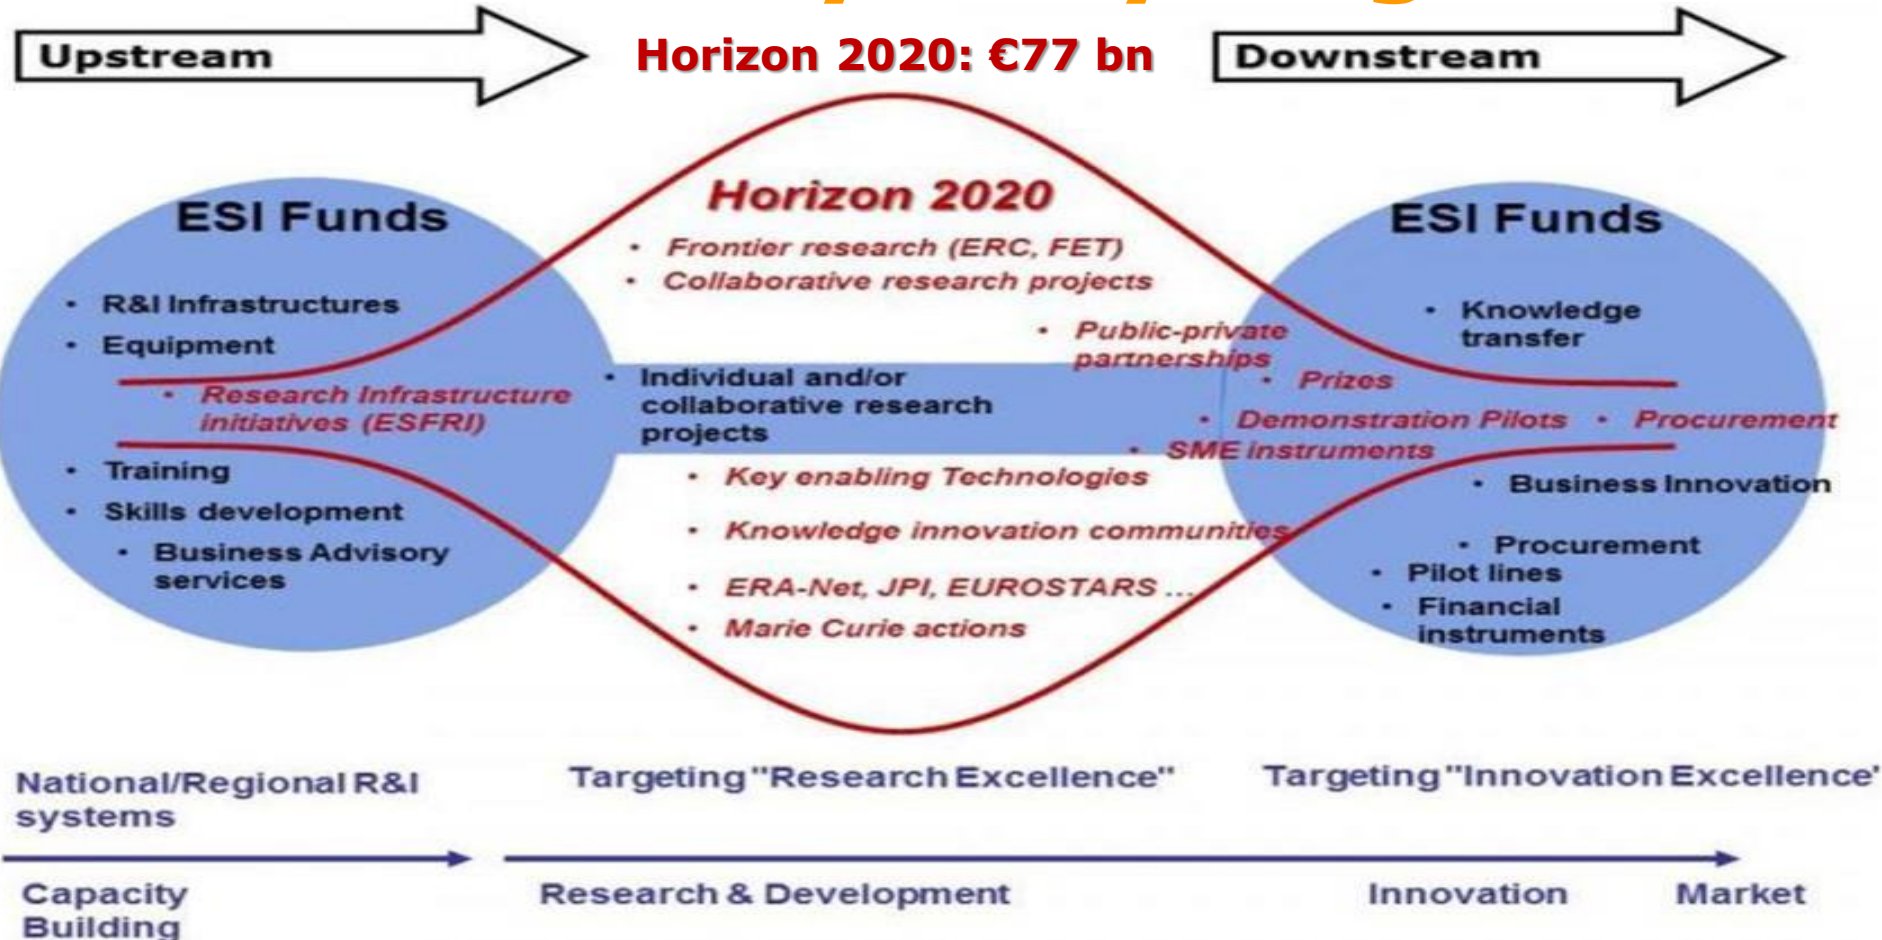 Upstream
Horizon 2020: €77 bn
Downstream
ESI Funds
• R&I Infrastructures
• Equipment
• Research Infrastructure
initiatives (ESFRI)
• Training
• Skills development
• Business Advisory
services
Horizon 2020
• Frontier research (ERC, FET)
• Collaborative research projects
• Public-private
partnerships
• Individual and/or
collaborative research
projects
• Prizes
• Demonstration Pilots • Procurement
• SME instruments
• Key enabling Technologies
• Knowledge innovation communities
• ERA-Net, JPI, EUROSTARS ...
• Marie Curie actions
ESI Funds
• Knowledge
transfer
• Business Innovation
• Procurement
• Pilot lines
• Financial
instruments
National/Regional R&I
systems
Targeting "Research Excellence"
Targeting "Innovation Excellence"
Capacity
Building
Research & Development
Innovation
Market